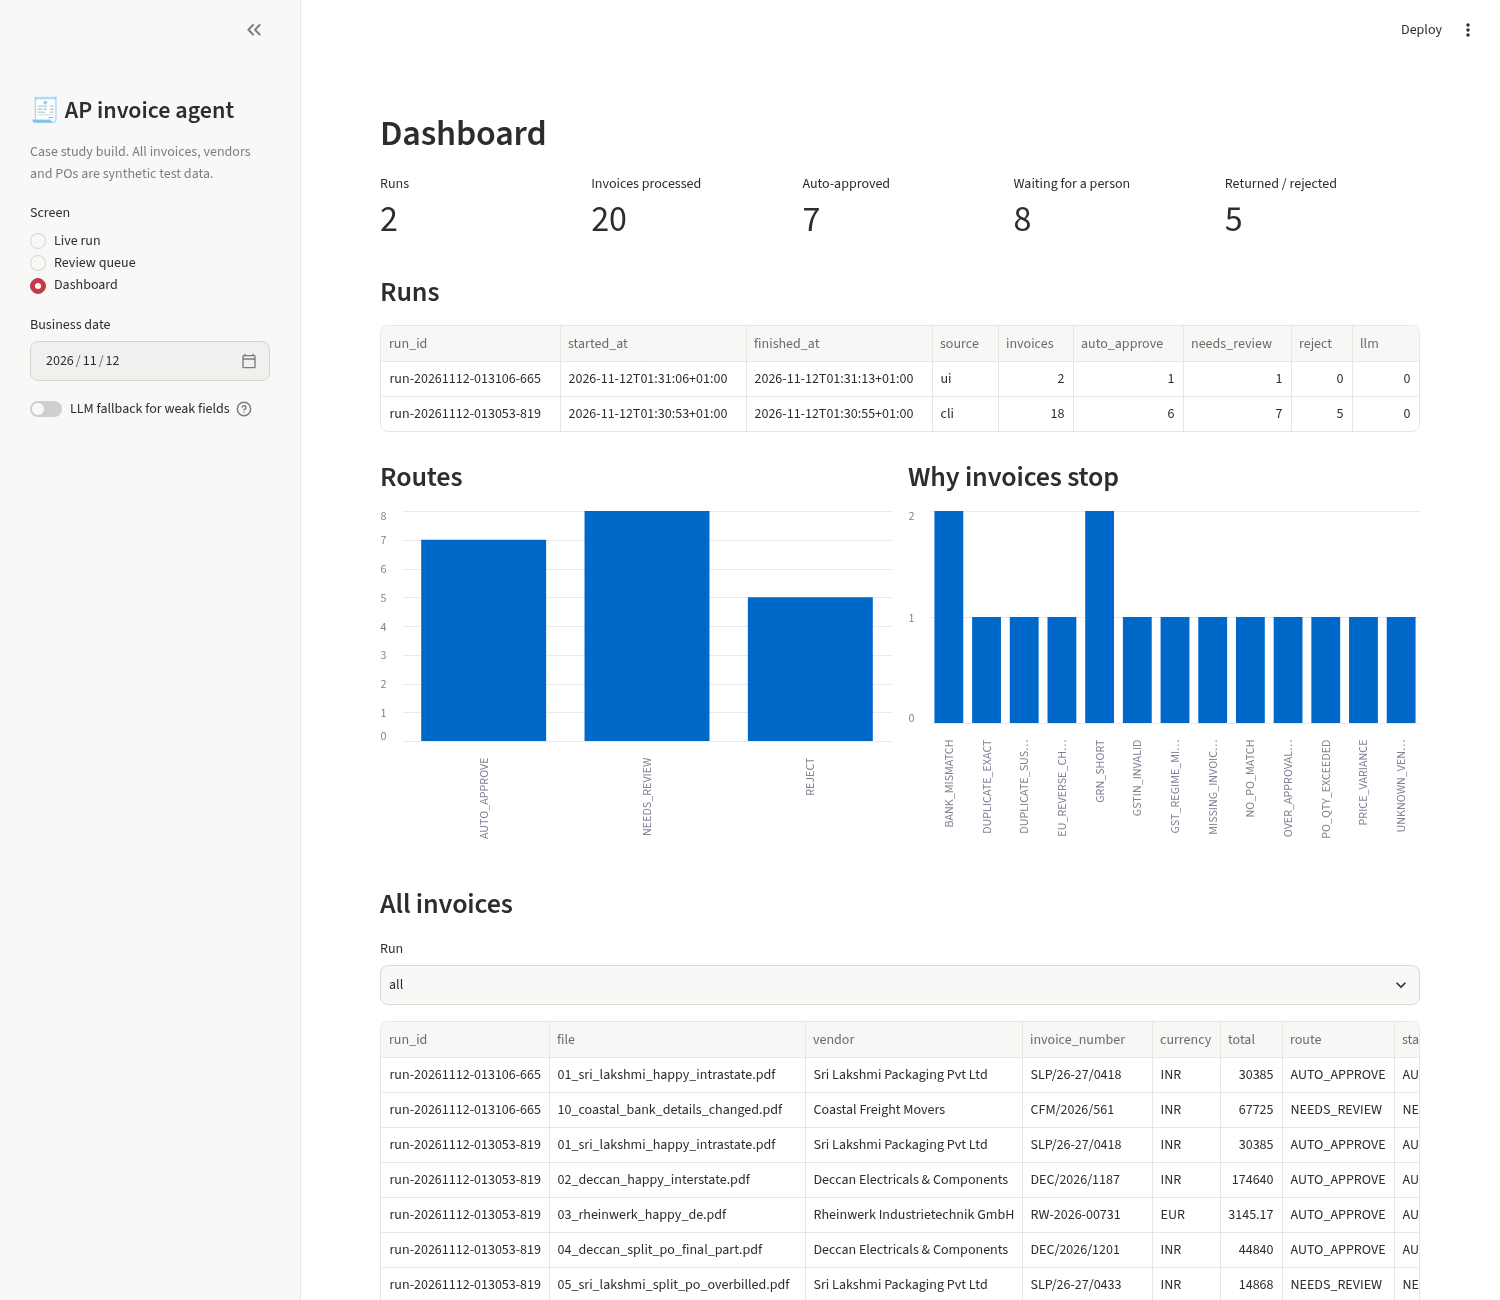 Deploy
🧾 AP invoice agent
Case study build. All invoices, vendors
and POs are synthetic test data.
Screen
Live run
Review queue
Dashboard
Business date
2026 / 11 / 12
LLM fallback for weak fields
Dashboard
Runs Invoices processed Auto-approved Waiting for a person Returned / rejected
2 20 7 8 5
Runs
run_id started_at finished_at source invoices auto_approve needs_review reject llm
run-20261112-013106-665 2026-11-12T01:31:06+01:00 2026-11-12T01:31:13+01:00 ui 2 1 1 0 0
run-20261112-013053-819 2026-11-12T01:30:53+01:00 2026-11-12T01:30:55+01:00 cli 18 6 7 5 0
Routes
8
7
6
5
4
3
2
1
0
AUTO_APPROVE
NEEDS_REVIEW
REJECT
Why invoices stop
2
1
0
BANK_MISMATCH
DUPLICATE_EXACT
DUPLICATE_SUS…
EU_REVERSE_CH…
GRN_SHORT
GSTIN_INVALID
GST_REGIME_MI…
MISSING_INVOIC…
NO_PO_MATCH
OVER_APPROVAL…
PO_QTY_EXCEEDED
PRICE_VARIANCE
UNKNOWN_VEN…
All invoices
Run
all
run_id file vendor invoice_number currency total route sta
run-20261112-013106-665 01_sri_lakshmi_happy_intrastate.pdf Sri Lakshmi Packaging Pvt Ltd SLP/26-27/0418 INR 30385 AUTO_APPROVE AU
run-20261112-013106-665 10_coastal_bank_details_changed.pdf Coastal Freight Movers CFM/2026/561 INR 67725 NEEDS_REVIEW NE
run-20261112-013053-819 01_sri_lakshmi_happy_intrastate.pdf Sri Lakshmi Packaging Pvt Ltd SLP/26-27/0418 INR 30385 AUTO_APPROVE AU
run-20261112-013053-819 02_deccan_happy_interstate.pdf Deccan Electricals & Components DEC/2026/1187 INR 174640 AUTO_APPROVE AU
run-20261112-013053-819 03_rheinwerk_happy_de.pdf Rheinwerk Industrietechnik GmbH RW-2026-00731 EUR 3145.17 AUTO_APPROVE AU
run-20261112-013053-819 04_deccan_split_po_final_part.pdf Deccan Electricals & Components DEC/2026/1201 INR 44840 AUTO_APPROVE AU
run-20261112-013053-819 05_sri_lakshmi_split_po_overbilled.pdf Sri Lakshmi Packaging Pvt Ltd SLP/26-27/0433 INR 14868 NEEDS_REVIEW NE